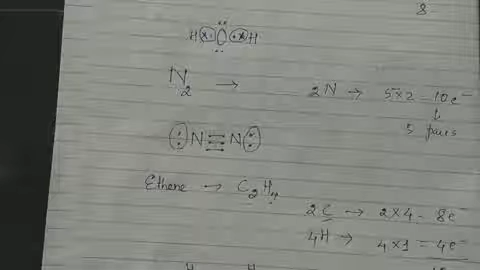 8
H O H
N₂ → 2N → 5×2 = 10e⁻
↓
5 pairs
N≡N
Ethene → C₂H₄
2C → 2×4 = 8e⁻
4H → 4×1 = 4e⁻
H H